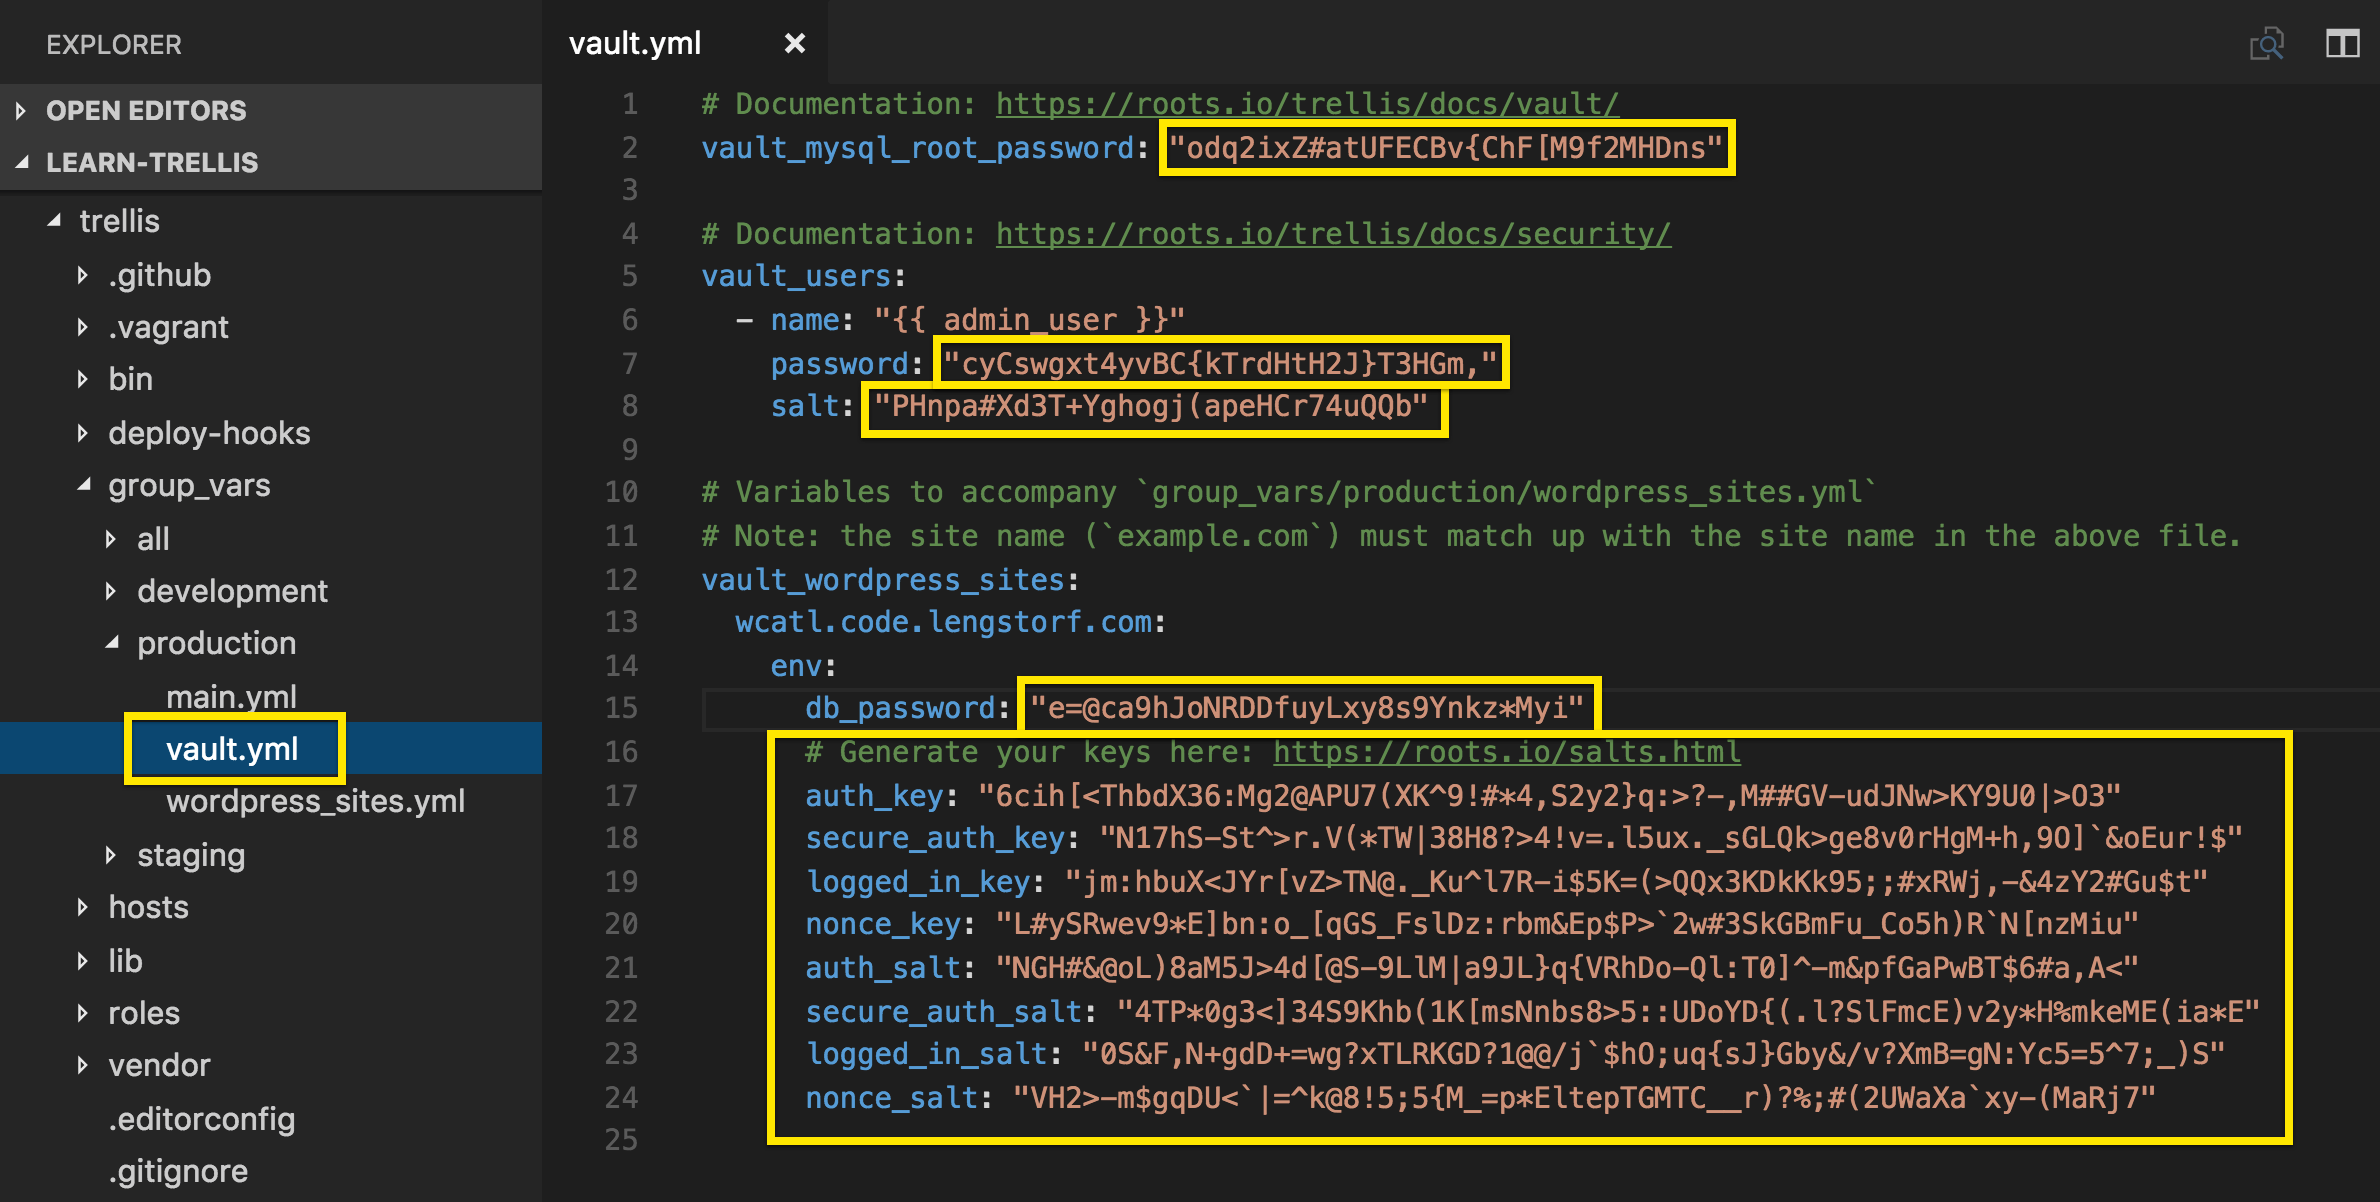 EXPLORER
OPEN EDITORS
LEARN-TRELLIS
trellis
.github
.vagrant
bin
deploy-hooks
group_vars
all
development
production
main.yml
vault.yml
wordpress_sites.yml
staging
hosts
lib
roles
vendor
.editorconfig
.gitignore
vault.yml
1 # Documentation: https://roots.io/trellis/docs/vault/
2 vault_mysql_root_password: "odq2ixZ#atUFECBv{ChF[M9f2MHDns"
3
4 # Documentation: https://roots.io/trellis/docs/security/
5 vault_users:
6 - name: "{{ admin_user }}"
7 password: "cyCswgxt4yvBC{kTrdHtH2J}T3HGm,"
8 salt: "PHnpa#Xd3T+Yghogj(apeHCr74uQQb"
9
10 # Variables to accompany `group_vars/production/wordpress_sites.yml`
11 # Note: the site name (`example.com`) must match up with the site name in the above file.
12 vault_wordpress_sites:
13 wcatl.code.lengstorf.com:
14 env:
15 db_password: "e=@ca9hJoNRDDfuyLxy8s9Ynkz*Myi"
16 # Generate your keys here: https://roots.io/salts.html
17 auth_key: "6cih[<ThbdX36:Mg2@APU7(XK^9!#*4,S2y2}q:>?-,M##GV-udJNw>KY9U0|>O3"
18 secure_auth_key: "N17hS-St^>r.V(*TW|38H8?>4!v=.l5ux._sGLQk>ge8v0rHgM+h,9O]`&oEur!$"
19 logged_in_key: "jm:hbuX<JYr[vZ>TN@._Ku^l7R-i$5K=(>QQx3KDkKk95;;#xRWj,-&4zY2#Gu$t"
20 nonce_key: "L#ySRwev9*E]bn:o_[qGS_FslDz:rbm&Ep$P>`2w#3SkGBmFu_Co5h)R`N[nzMiu"
21 auth_salt: "NGH#&@oL)8aM5J>4d[@S-9LlM|a9JL}q{VRhDo-Ql:T0]^-m&pfGaPwBT$6#a,A<"
22 secure_auth_salt: "4TP*0g3<]34S9Khb(1K[msNnbs8>5::UDoYD{(.l?SlFmcE)v2y*H%mkeME(ia*E"
23 logged_in_salt: "0S&F,N+gdD+=wg?xTLRKGD?1@@/j`$hO;uq{sJ}Gby&/v?XmB=gN:Yc5=5^7;_)S"
24 nonce_salt: "VH2>-m$gqDU<`|=^k@8!5;5{M_=p*EltepTGMTC__r)?%;#(2UWaXa`xy-(MaRj7"
25